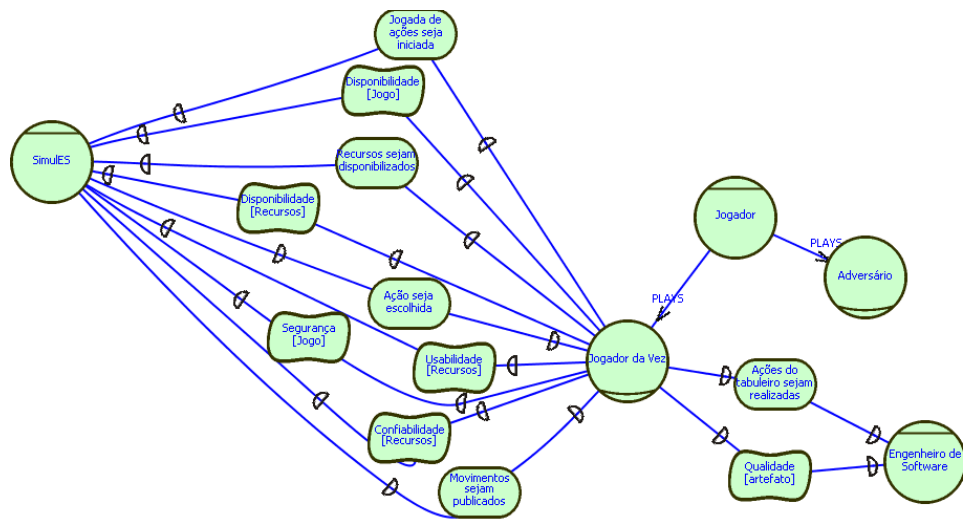 Jogada de
ações seja
iniciada
Disponibilidade
[Jogo]
SimulES
Recursos sejam
disponibilizados
Disponibilidade
[Recursos]
Jogador
PLAYS
Adversário
Ação seja
escolhida
PLAYS
Segurança
[Jogo]
Usabilidade
[Recursos]
Jogador da Vez
Ações do
tabuleiro sejam
realizadas
Confiabilidade
[Recursos]
Engenheiro de
Software
Qualidade
[artefato]
Movimentos
sejam
publicados